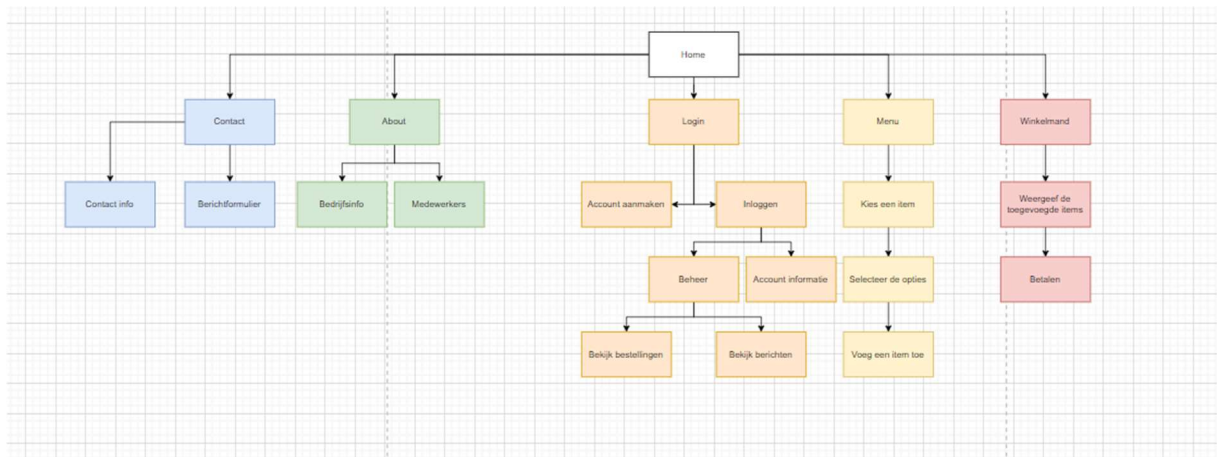 Home
Contact
About
Login
Menu
Winkelmand
Contact info
Berichtformulier
Bedrijfsinfo
Medewerkers
Account aanmaken
Inloggen
Kies een item
Weergeef de
toegevoegde items
Beheer
Account informatie
Selecteer de opties
Betalen
Bekijk bestellingen
Bekijk berichten
Voeg een item toe